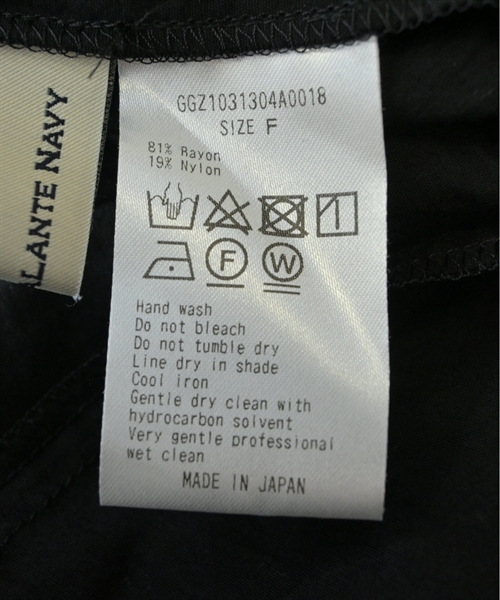 LANTE NAVY
GGZ1031304A0018
SIZE F
81% Rayon
19% Nylon
F W
Hand wash
Do not bleach
Do not tumble dry
Line dry in shade
Cool iron
Gentle dry clean with
hydrocarbon solvent
Very gentle professional
wet clean
MADE IN JAPAN